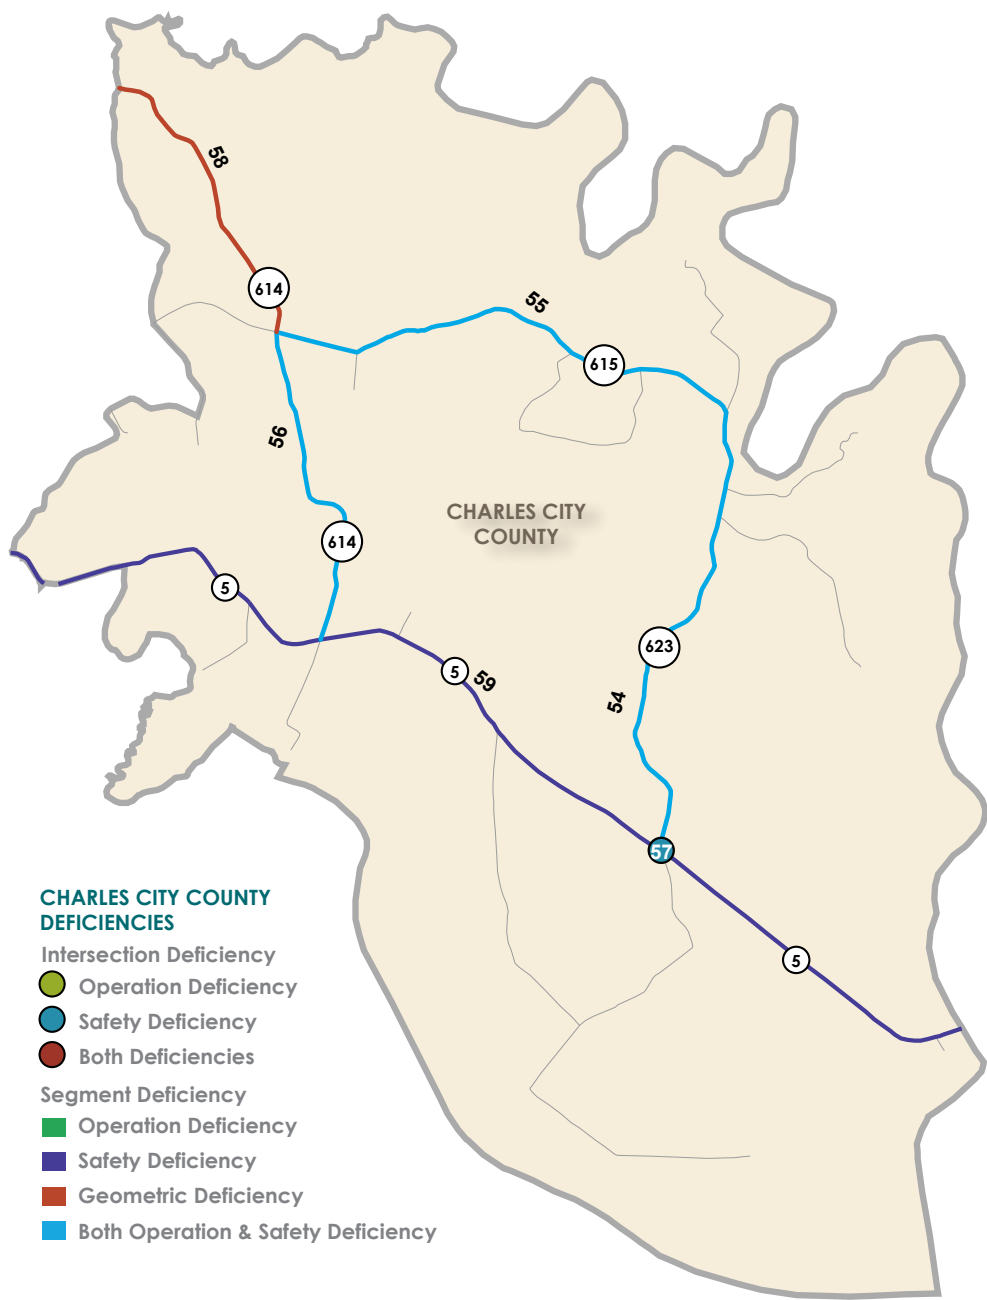 58
614
55
615
56
CHARLES CITY
COUNTY
614
5
623
5
59
54
57
5
CHARLES CITY COUNTY
DEFICIENCIES
Intersection Deficiency
Operation Deficiency
Safety Deficiency
Both Deficiencies
Segment Deficiency
Operation Deficiency
Safety Deficiency
Geometric Deficiency
Both Operation & Safety Deficiency